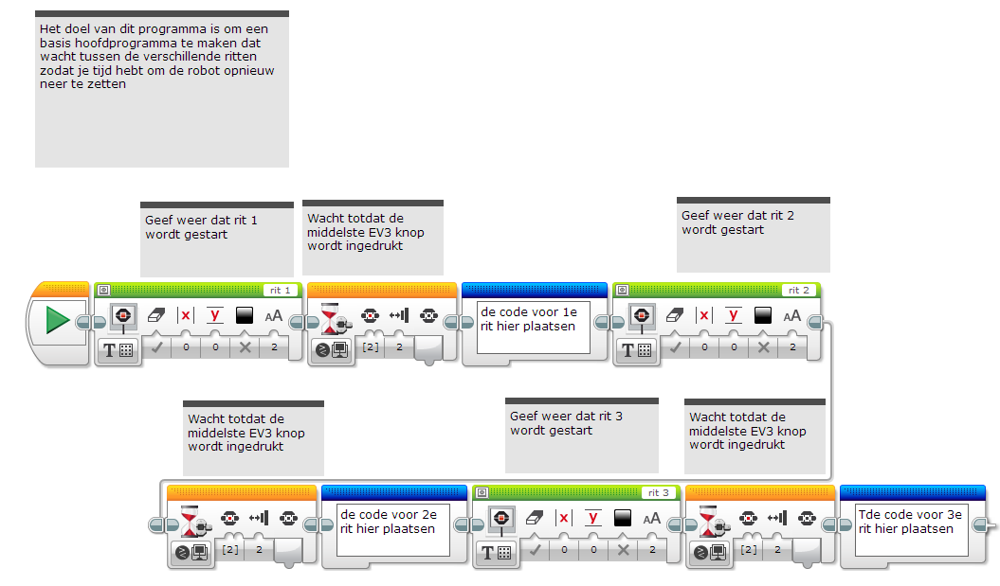 Het doel van dit programma is om een
basis hoofdprogramma te maken dat
wacht tussen de verschillende ritten
zodat je tijd hebt om de robot opnieuw
neer te zetten
Geef weer dat rit 1
wordt gestart
Wacht totdat de
middelste EV3 knop
wordt ingedrukt
Geef weer dat rit 2
wordt gestart
rit 1
x y AA
T 0 0 2
[2] 2
de code voor 1e
rit hier plaatsen
rit 2
x y AA
T 0 0 2
Wacht totdat de
middelste EV3 knop
wordt ingedrukt
Geef weer dat rit 3
wordt gestart
Wacht totdat de
middelste EV3 knop
wordt ingedrukt
[2] 2
de code voor 2e
rit hier plaatsen
rit 3
x y AA
T 0 0 2
[2] 2
Tde code voor 3e
rit hier plaatsen